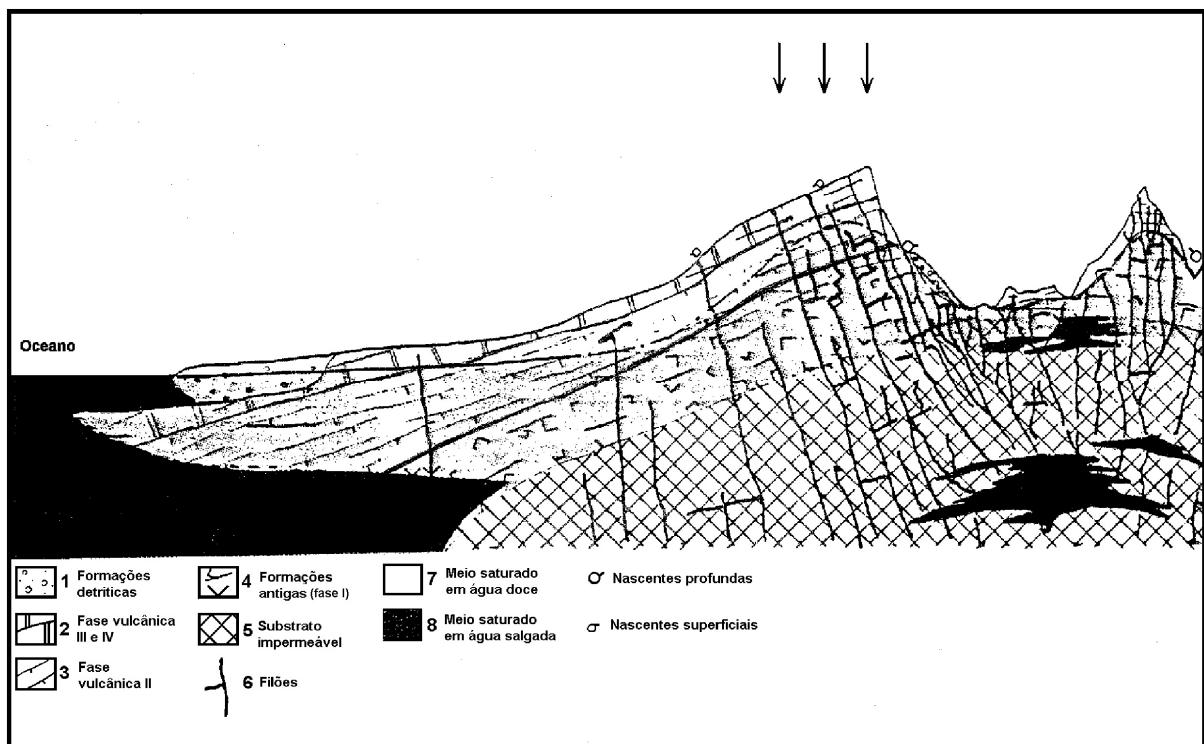 Oceano
1 Formações
detríticas
2 Fase vulcânica
III e IV
3 Fase
vulcânica II
4 Formações
antigas (fase I)
5 Substrato
impermeável
6 Filões
7 Meio saturado
em água doce
8 Meio saturado
em água salgada
Nascentes profundas
Nascentes superficiais